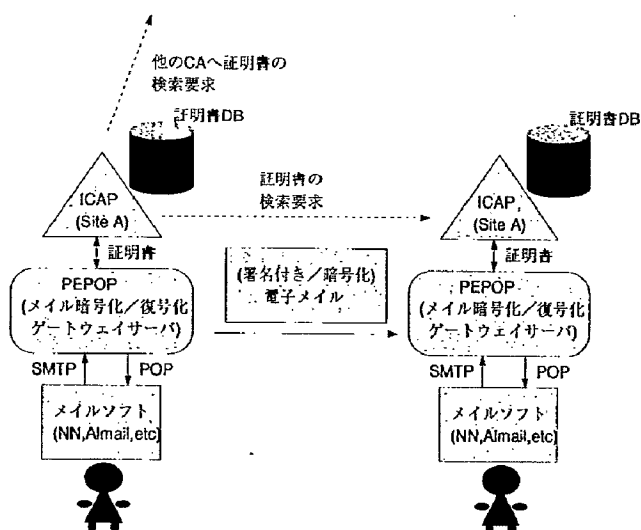 他のCAへ証明書の
検索要求
証明書DB
証明書DB
ICAP
(Site A)
証明書の
検索要求
ICAP
(Site A)
証明書
証明書
PEPOP
(メイル暗号化/復号化
ゲートウェイサーバ)
(署名付き/暗号化)
電子メイル
PEPOP
(メイル暗号化/復号化
ゲートウェイサーバ)
SMTP
POP
SMTP
POP
メイルソフト
(NN,AImail,etc)
メイルソフト
(NN,AImail,etc)